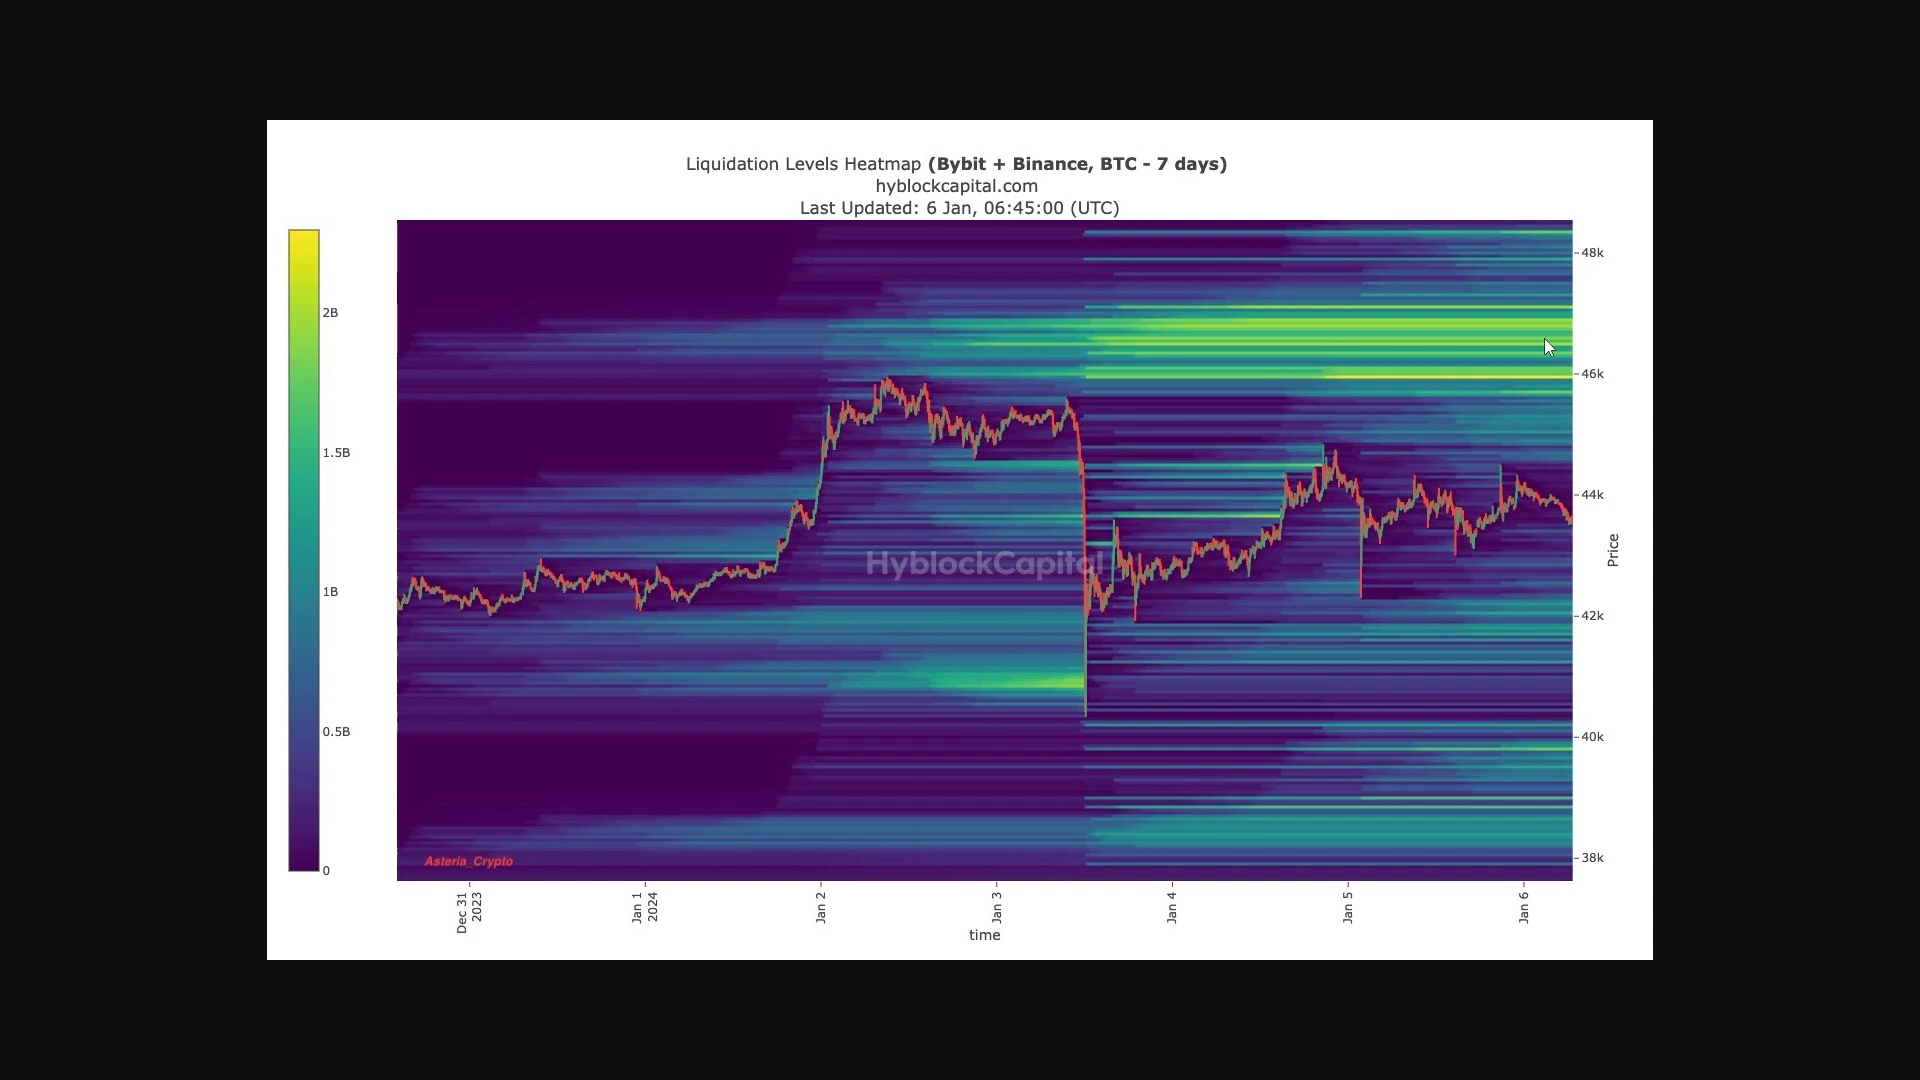 Liquidation Levels Heatmap (Bybit + Binance, BTC - 7 days)
hyblockcapital.com
Last Updated: 6 Jan, 06:45:00 (UTC)
2B
1.5B
1B
0.5B
0
48k
46k
44k
42k
40k
38k
Price
HyblockCapital
Asteria_Crypto
Dec 31
2023
Jan 1
2024
Jan 2
Jan 3
Jan 4
Jan 5
Jan 6
time